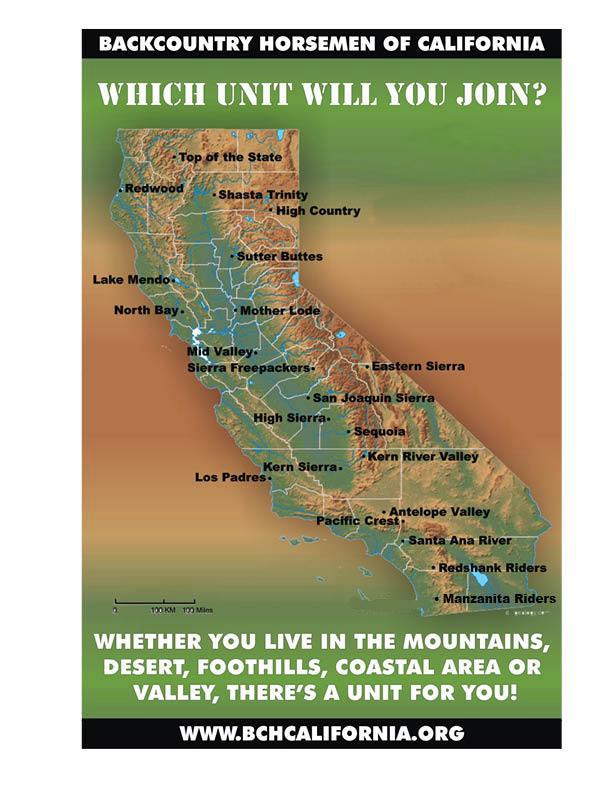 BACKCOUNTRY HORSEMEN OF CALIFORNIA
WHICH UNIT WILL YOU JOIN?
Top of the State
Redwood
Shasta Trinity
High Country
Sutter Buttes
Lake Mendo
North Bay
Mother Lode
Mid Valley
Sierra Freepackers
Eastern Sierra
San Joaquin Sierra
High Sierra
Sequoia
Kern River Valley
Kern Sierra
Los Padres
Antelope Valley
Pacific Crest
Santa Ana River
Redshank Riders
Manzanita Riders
0 100 KM 100 Miles
© geology.com
WHETHER YOU LIVE IN THE MOUNTAINS,
DESERT, FOOTHILLS, COASTAL AREA OR
VALLEY, THERE'S A UNIT FOR YOU!
WWW.BCHCALIFORNIA.ORG